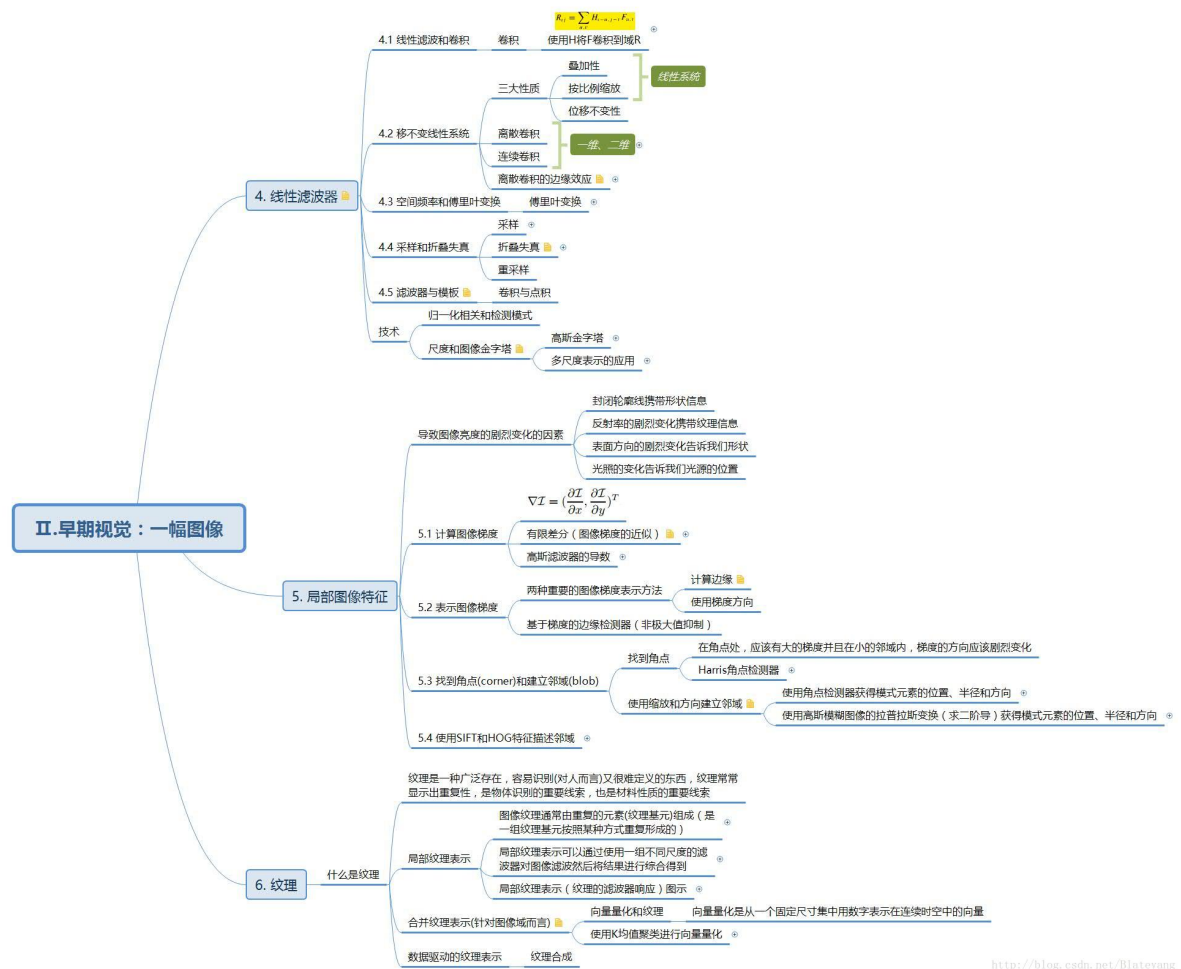 II.早期视觉：一幅图像
4. 线性滤波器
4.1 线性滤波和卷积
卷积
R_{ij} = \sum_{u,v} H_{i-u,j-v} F_{u,v}
使用H将F卷积到域R
4.2 移不变线性系统
三大性质
叠加性
按比例缩放
线性系统
位移不变性
离散卷积
连续卷积
一维、二维
离散卷积的边缘效应
4.3 空间频率和傅里叶变换
傅里叶变换
4.4 采样和折叠失真
采样
折叠失真
重采样
4.5 滤波器与模板
卷积与点积
技术
归一化相关和检测模式
尺度和图像金字塔
高斯金字塔
多尺度表示的应用
5. 局部图像特征
导致图像亮度的剧烈变化的因素
封闭轮廓线携带形状信息
反射率的剧烈变化携带纹理信息
表面方向的剧烈变化告诉我们形状
光照的变化告诉我们光源的位置
5.1 计算图像梯度
∇I = (∂I/∂x, ∂I/∂y)^T
有限差分（图像梯度的近似）
高斯滤波器的导数
5.2 表示图像梯度
两种重要的图像梯度表示方法
计算边缘
使用梯度方向
基于梯度的边缘检测器（非极大值抑制）
5.3 找到角点(corner)和建立邻域(blob)
找到角点
在角点处，应该有大的梯度并且在小的邻域内，梯度的方向应该剧烈变化
Harris角点检测器
使用缩放和方向建立邻域
使用角点检测器获得模式元素的位置、半径和方向
使用高斯模糊图像的拉普拉斯变换（求二阶导）获得模式元素的位置、半径和方向
5.4 使用SIFT和HOG特征描述邻域
6. 纹理
什么是纹理
纹理是一种广泛存在，容易识别(对人而言)又很难定义的东西，纹理常常
显示出重复性，是物体识别的重要线索，也是材料性质的重要线索
局部纹理表示
图像纹理通常由重复的元素(纹理基元)组成（是
一组纹理基元按照某种方式重复形成的）
局部纹理表示可以通过使用一组不同尺度的滤
波器对图像滤波然后将结果进行综合得到
局部纹理表示（纹理的滤波器响应）图示
合并纹理表示(针对图像域而言)
向量量化和纹理
向量量化是从一个固定尺寸集中用数字表示在连续时空中的向量
使用K均值聚类进行向量量化
数据驱动的纹理表示
纹理合成
http://blog.csdn.net/Blateyang